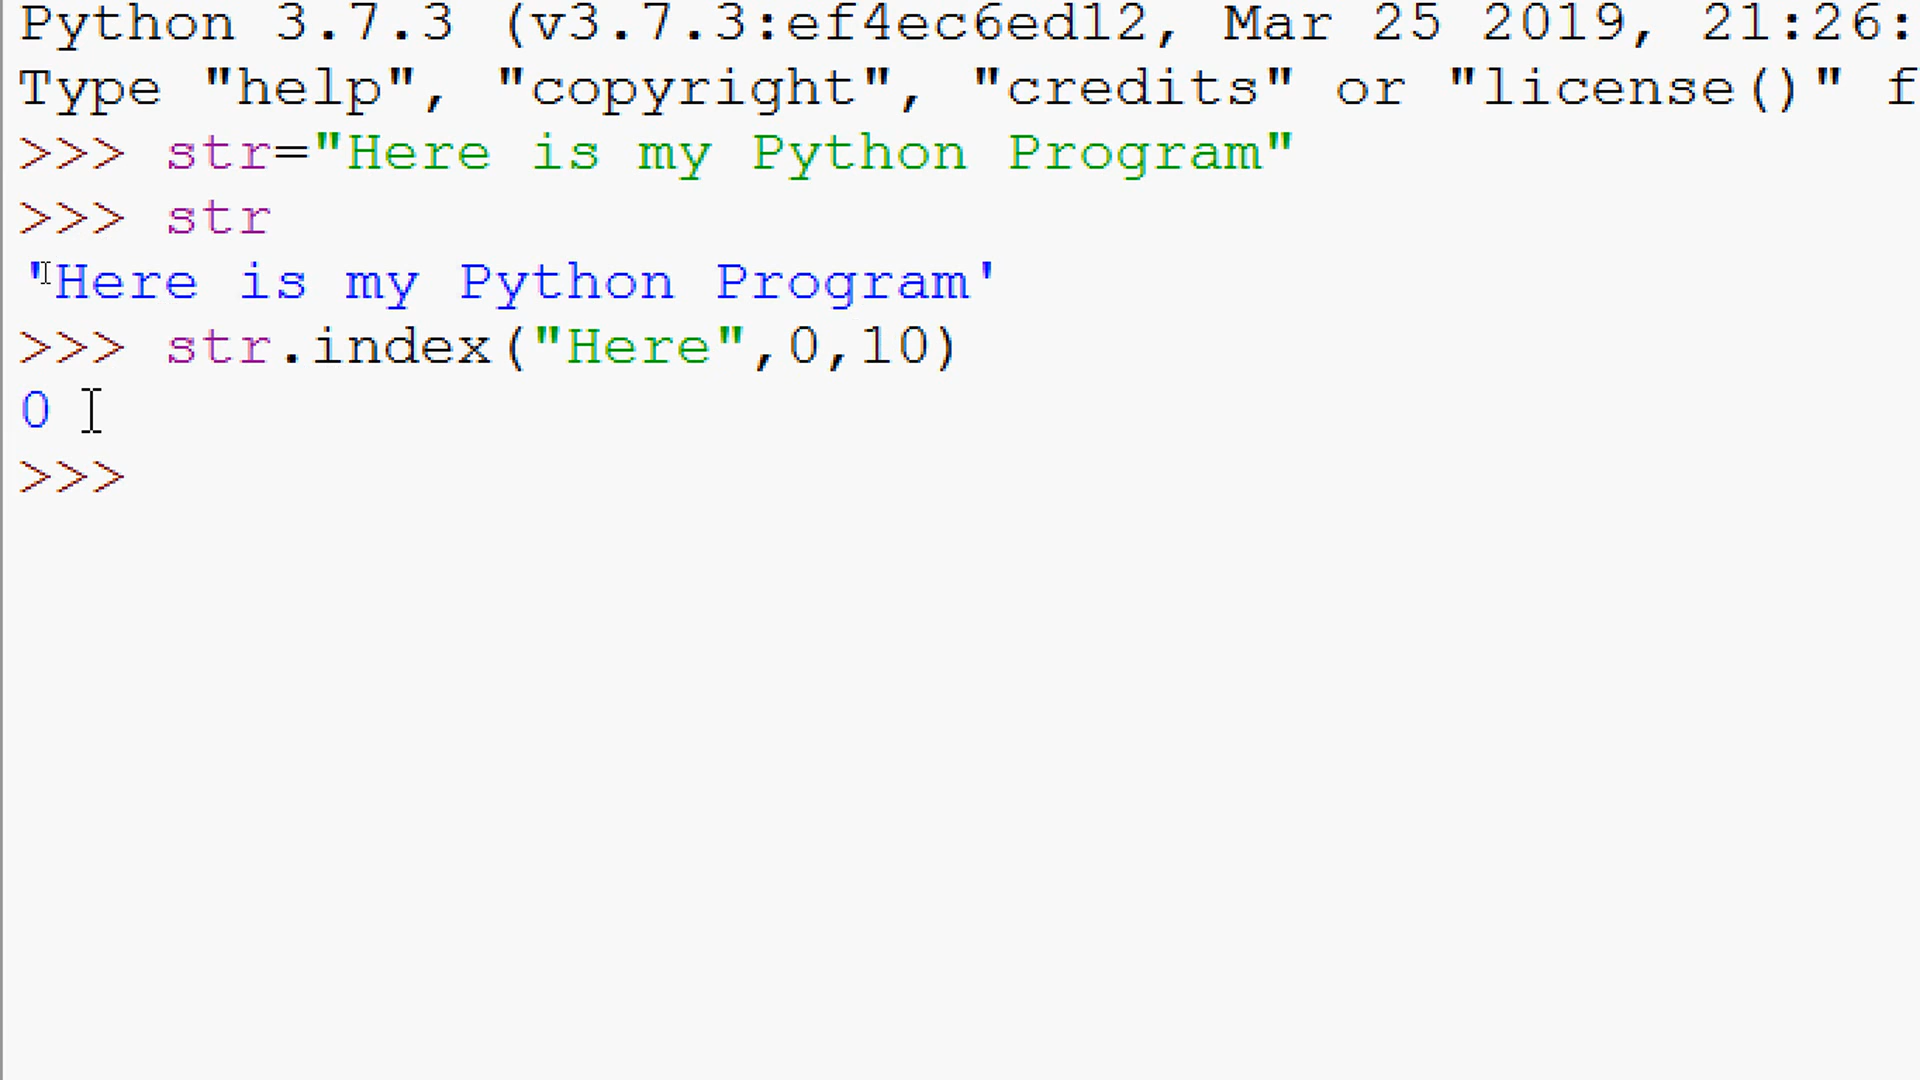 Python 3.7.3 (v3.7.3:ef4ec6ed12, Mar 25 2019, 21:26:
Type "help", "copyright", "credits" or "license()" f
>>> str="Here is my Python Program"
>>> str
'Here is my Python Program'
>>> str.index("Here",0,10)
0
>>>